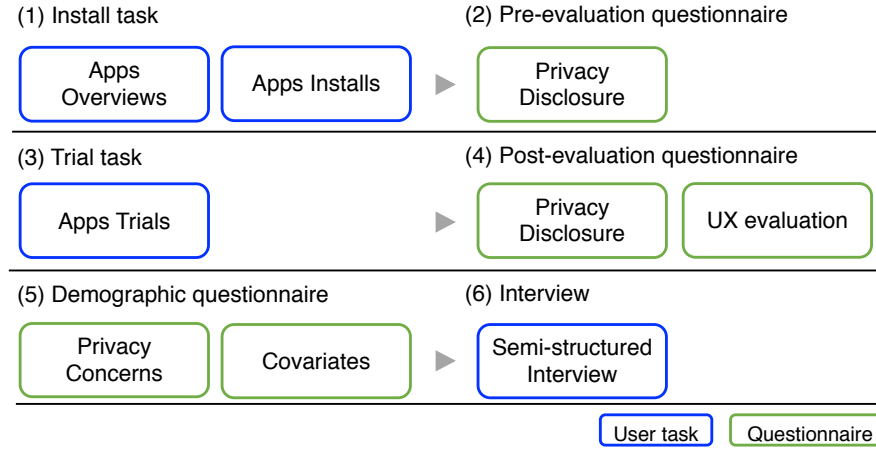 (1) Install task
(2) Pre-evaluation questionnaire
Apps
Overviews
Apps Installs
Privacy
Disclosure
(3) Trial task
(4) Post-evaluation questionnaire
Apps Trials
Privacy
Disclosure
UX evaluation
(5) Demographic questionnaire
(6) Interview
Privacy
Concerns
Covariates
Semi-structured
Interview
User task
Questionnaire